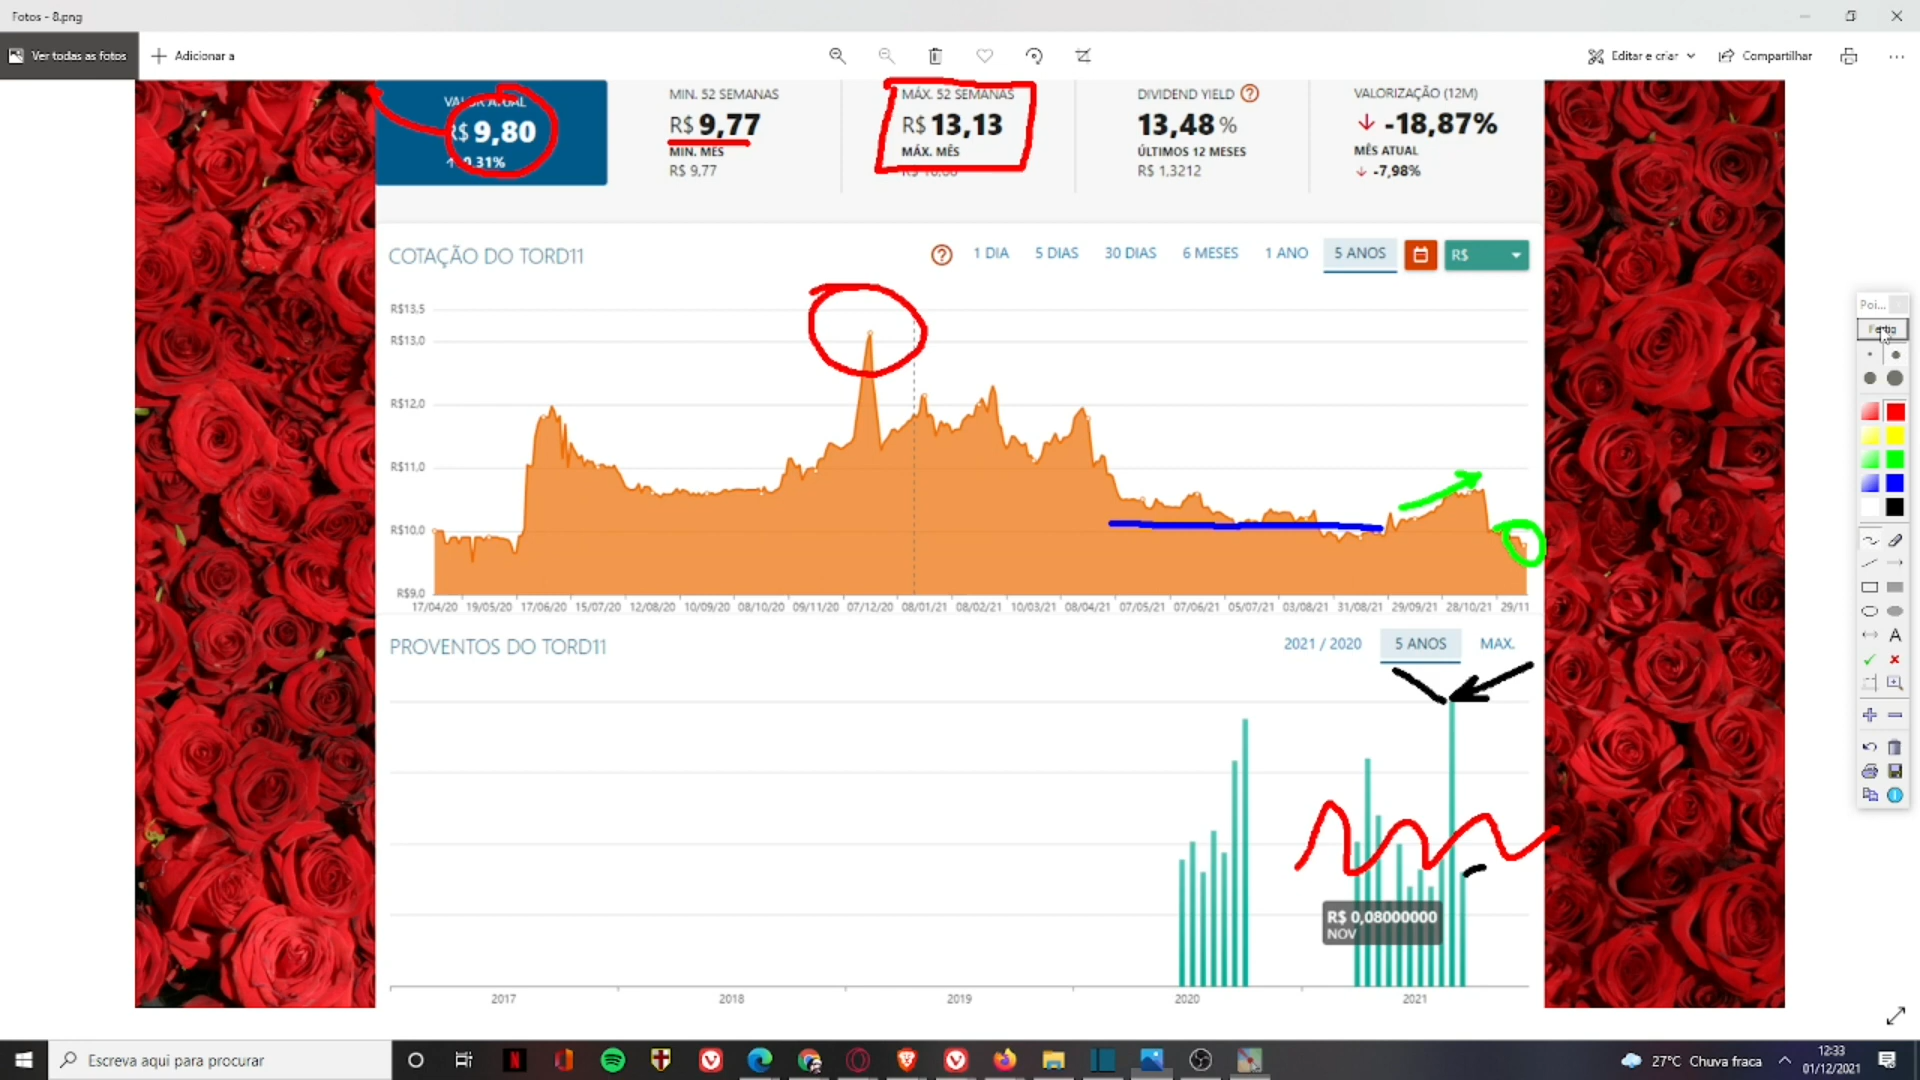 Fotos - 8.png
Ver todas as fotos
Adicionar a
Editar e criar
Compartilhar
R$ 9,80
0.31%
MIN. 52 SEMANAS
R$ 9,77
MIN. MÊS
R$ 9,77
MÁX. 52 SEMANAS
R$ 13,13
MÁX. MÊS
DIVIDEND YIELD ?
13,48 %
ÚLTIMOS 12 MESES
R$ 1,3212
VALORIZAÇÃO (12M)
-18,87%
MÊS ATUAL
-7,98%
COTAÇÃO DO TORD11
? 1 DIA 5 DIAS 30 DIAS 6 MESES 1 ANO 5 ANOS R$
R$13.5
R$13.0
R$12.0
R$11.0
R$10.0
R$9.0
17/04/20 19/05/20 17/06/20 15/07/20 12/08/20 10/09/20 08/10/20 09/11/20 07/12/20 08/01/21 08/02/21 10/03/21 08/04/21 07/05/21 07/06/21 05/07/21 03/08/21 31/08/21 29/09/21 28/10/21 29/11
PROVENTOS DO TORD11
2021 / 2020 5 ANOS MAX.
R$ 0,08000000
NOV
2017 2018 2019 2020 2021
Poi...
A
Escreva aqui para procurar
27°C Chuva fraca
12:33
01/12/2021